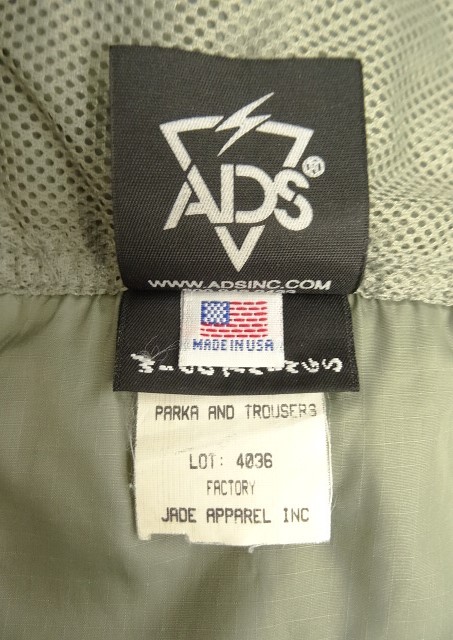 ADS
WWW.ADSINC.COM
MADE IN USA
PARKA AND TROUSERS
LOT: 4036
FACTORY
JADE APPAREL INC